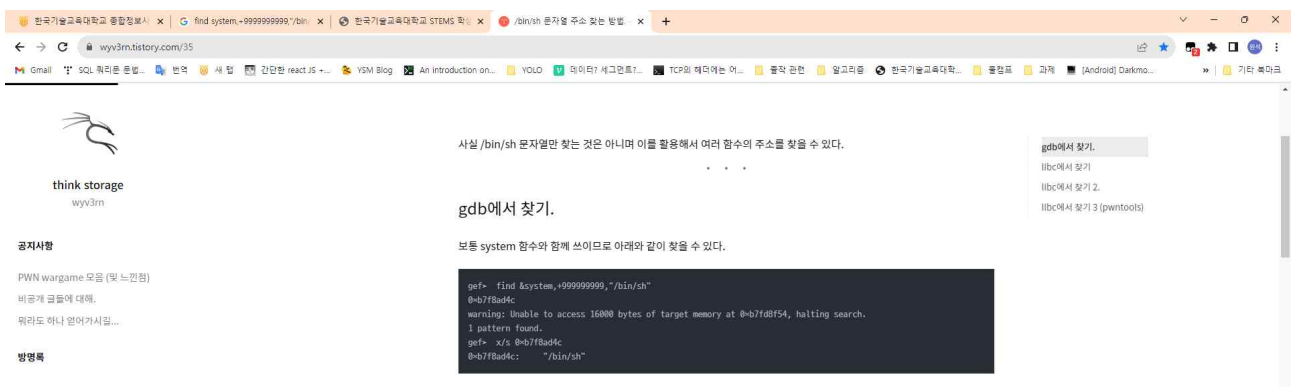 한국기술교육대학교 종합정보시
find system,+9999999999,"/bin/
한국기술교육대학교 STEMS 학
/bin/sh 문자열 주소 찾는 방법.
wyv3rn.tistory.com/35
Gmail
SQL 쿼리문 문법...
번역
새 탭
간단한 react JS +...
YSM Blog
An introduction on...
YOLO
데이터? 세그먼트?...
TCP의 헤더에는 어...
졸작 관련
알고리즘
한국기술교육대학...
풀캠프
과제
[Android] Darkmo...
»
기타 북마크
think storage
wyv3rn
공지사항
PWN wargame 모음 (및 느낀점)
비공개 글들에 대해.
뭐라도 하나 얻어가시길...
방명록
사실 /bin/sh 문자열만 찾는 것은 아니며 이를 활용해서 여러 함수의 주소를 찾을 수 있다.
gdb에서 찾기.
보통 system 함수와 함께 쓰이므로 아래와 같이 찾을 수 있다.
gef➤ find &system,+999999999,"/bin/sh"
0xb7f8ad4c
warning: Unable to access 16000 bytes of target memory at 0xb7fd8f54, halting search.
1 pattern found.
gef➤ x/s 0xb7f8ad4c
0xb7f8ad4c: "/bin/sh"
gdb에서 찾기.
libc에서 찾기
libc에서 찾기 2.
libc에서 찾기 3 (pwntools)